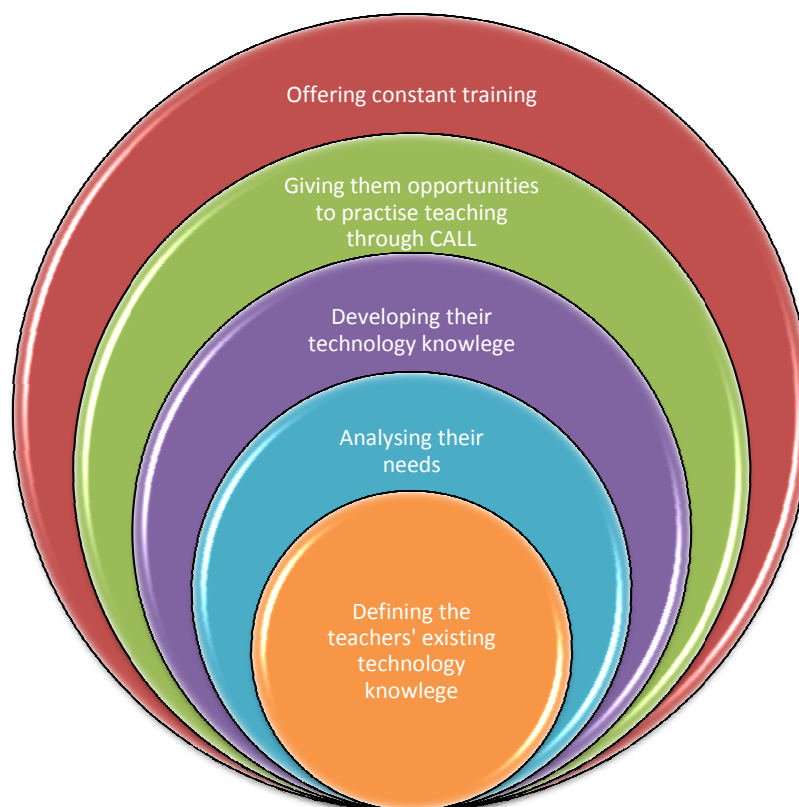 Offering constant training
Giving them opportunities
to practise teaching
through CALL
Developing their
technology knowlege
Analysing their
needs
Defining the
teachers' existing
technology
knowlege